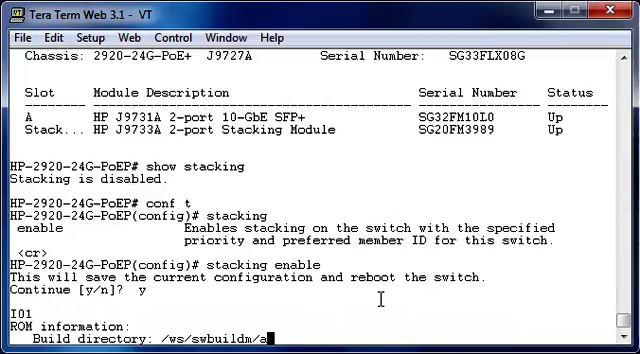 Tera Term Web 3.1 - VT
File Edit Setup Web Control Window Help
Chassis: 2920-24G-PoE+ J9727A Serial Number: SG33FLX08G
Slot Module Description Serial Number Status
A HP J9731A 2-port 10-GbE SFP+ SG32FM10L0 Up
Stack... HP J9733A 2-port Stacking Module SG20FM3989 Up
HP-2920-24G-PoEP# show stacking
Stacking is disabled.
HP-2920-24G-PoEP# conf t
HP-2920-24G-PoEP(config)# stacking
enable Enables stacking on the switch with the specified
priority and preferred member ID for this switch.
<cr>
HP-2920-24G-PoEP(config)# stacking enable
This will save the current configuration and reboot the switch.
Continue [y/n]? y
I01
ROM information:
Build directory: /ws/swbuildm/a